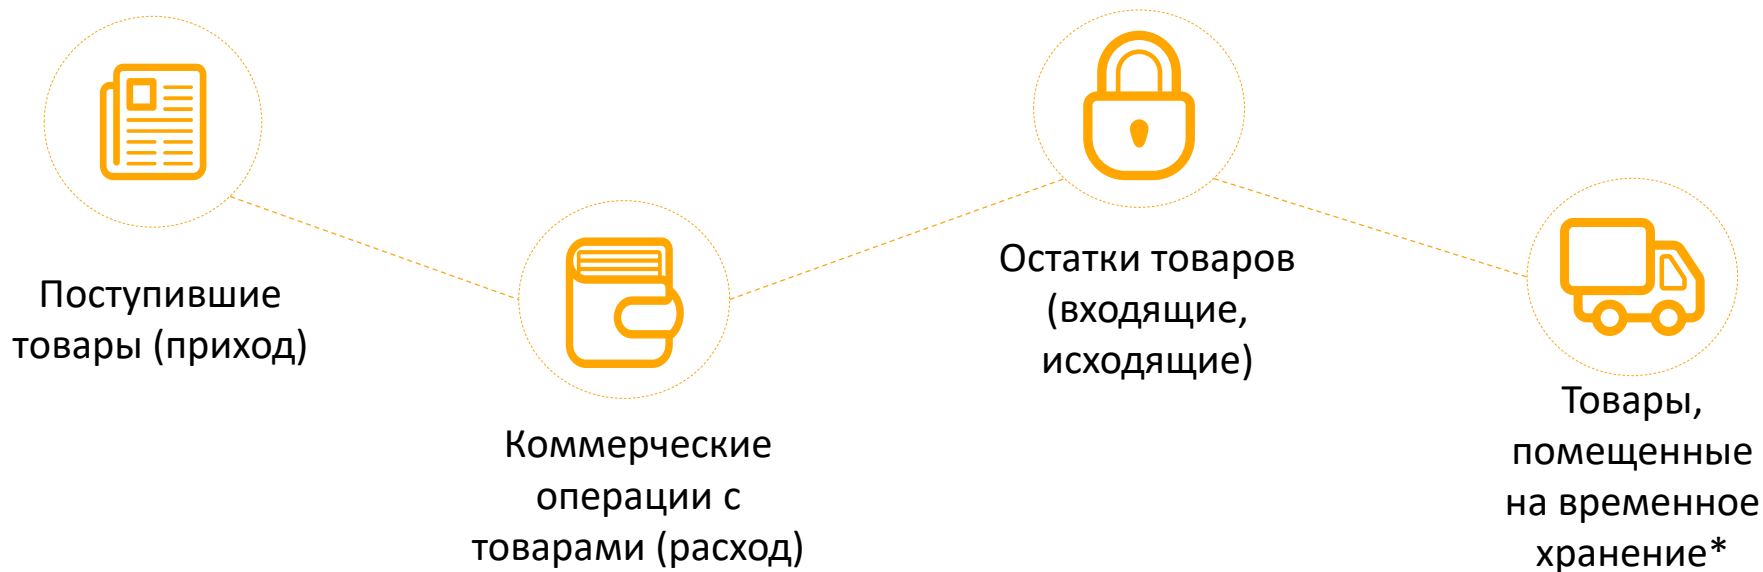 Поступившие
товары (приход)
Коммерческие
операции с
товарами (расход)
Остатки товаров
(входящие,
исходящие)
Товары,
помещенные
на временное
хранение*